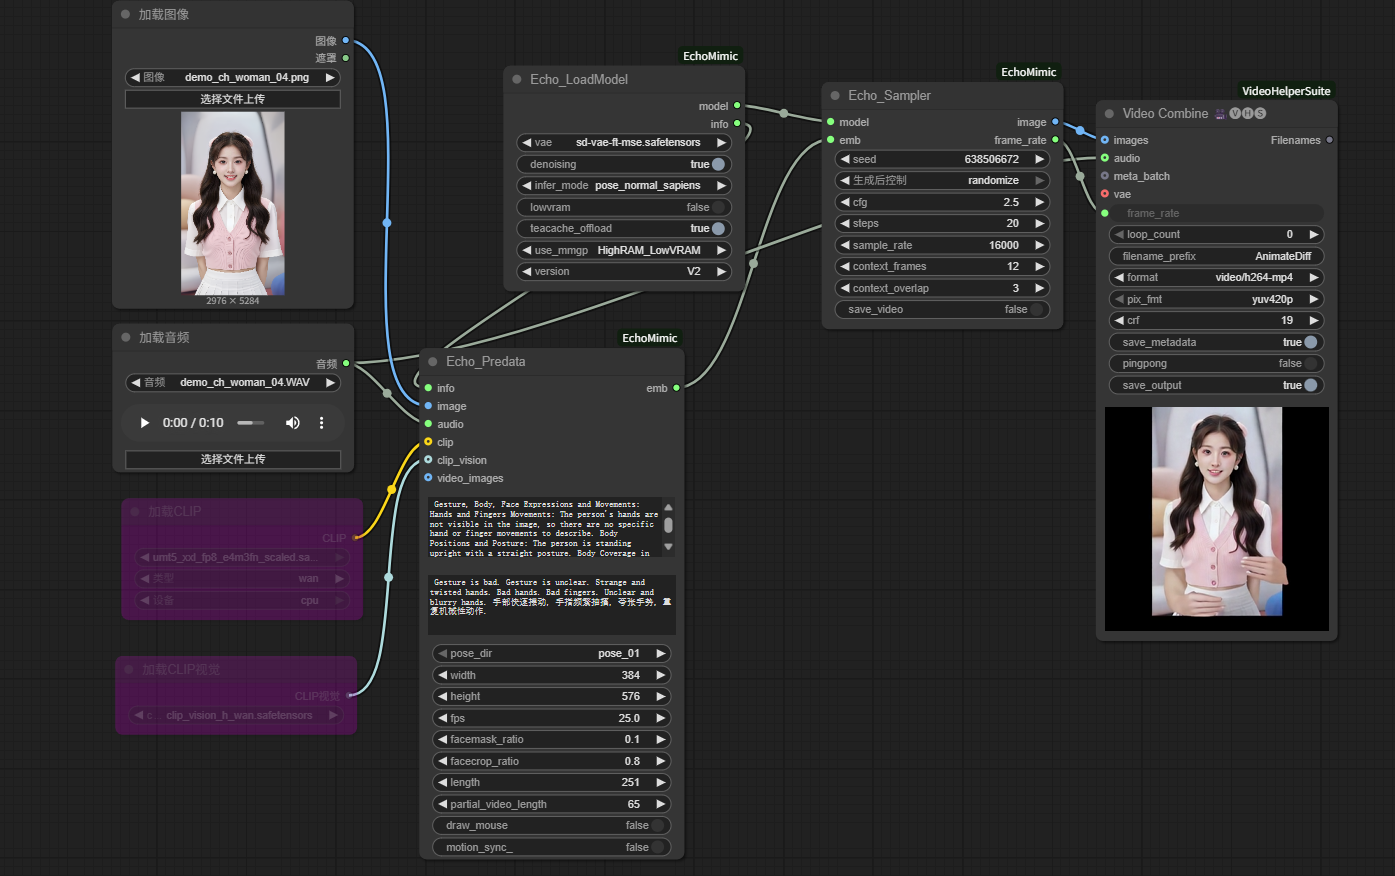 加载图像
图像
遮罩
图像 demo_ch_woman_04.png
选择文件上传
2976 × 5284
加载音频
音频
音频 demo_ch_woman_04.WAV
0:00 / 0:10
选择文件上传
加载CLIP
CLIP
umt5_xxl_fp8_e4m3fn_scaled.sa...
类型 wan
设备 cpu
加载CLIP视觉
CLIP视觉
c... clip_vision_h_wan.safetensors
EchoMimic
Echo_LoadModel
model
info
vae sd-vae-ft-mse.safetensors
denoising true
infer_mode pose_normal_sapiens
lowvram false
teacache_offload true
use_mmgp HighRAM_LowVRAM
version V2
EchoMimic
Echo_Predata
info emb
image
audio
clip
clip_vision
video_images
Gesture, Body, Face Expressions and Movements:
Hands and Fingers Movements: The person's hands are
not visible in the image, so there are no specific
hand or finger movements to describe. Body
Positions and Posture: The person is standing
upright with a straight posture. Body Coverage in
Gesture is bad. Gesture is unclear. Strange and
twisted hands. Bad hands. Bad fingers. Unclear and
blurry hands. 手部快速摆动, 手指频繁抽搐, 夸张手势, 重
复机械性动作.
pose_dir pose_01
width 384
height 576
fps 25.0
facemask_ratio 0.1
facecrop_ratio 0.8
length 251
partial_video_length 65
draw_mouse false
motion_sync_ false
EchoMimic
Echo_Sampler
model image
emb frame_rate
seed 638506672
生成后控制 randomize
cfg 2.5
steps 20
sample_rate 16000
context_frames 12
context_overlap 3
save_video false
VideoHelperSuite
Video Combine VHS
images Filenames
audio
meta_batch
vae
frame_rate
loop_count 0
filename_prefix AnimateDiff
format video/h264-mp4
pix_fmt yuv420p
crf 19
save_metadata true
pingpong false
save_output true